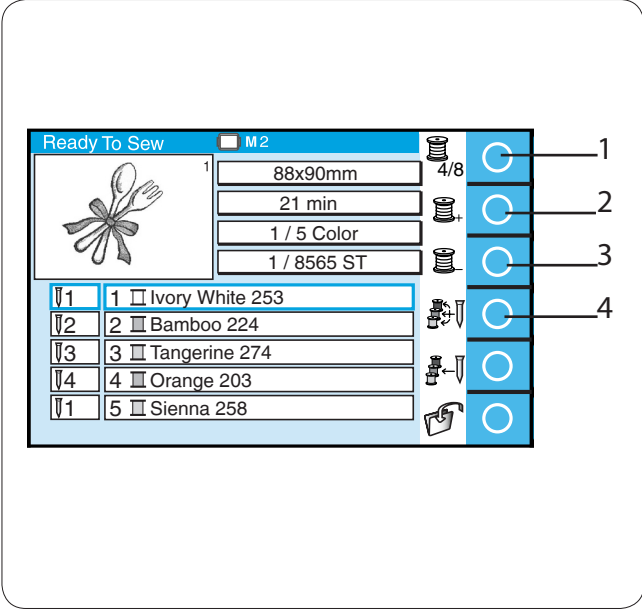 Ready To Sew M2
4/8
1
1
88x90mm
2
21 min
1 / 5 Color
3
1 / 8565 ST
1 1 Ivory White 253
4
2 2 Bamboo 224
3 3 Tangerine 274
4 4 Orange 203
1 5 Sienna 258